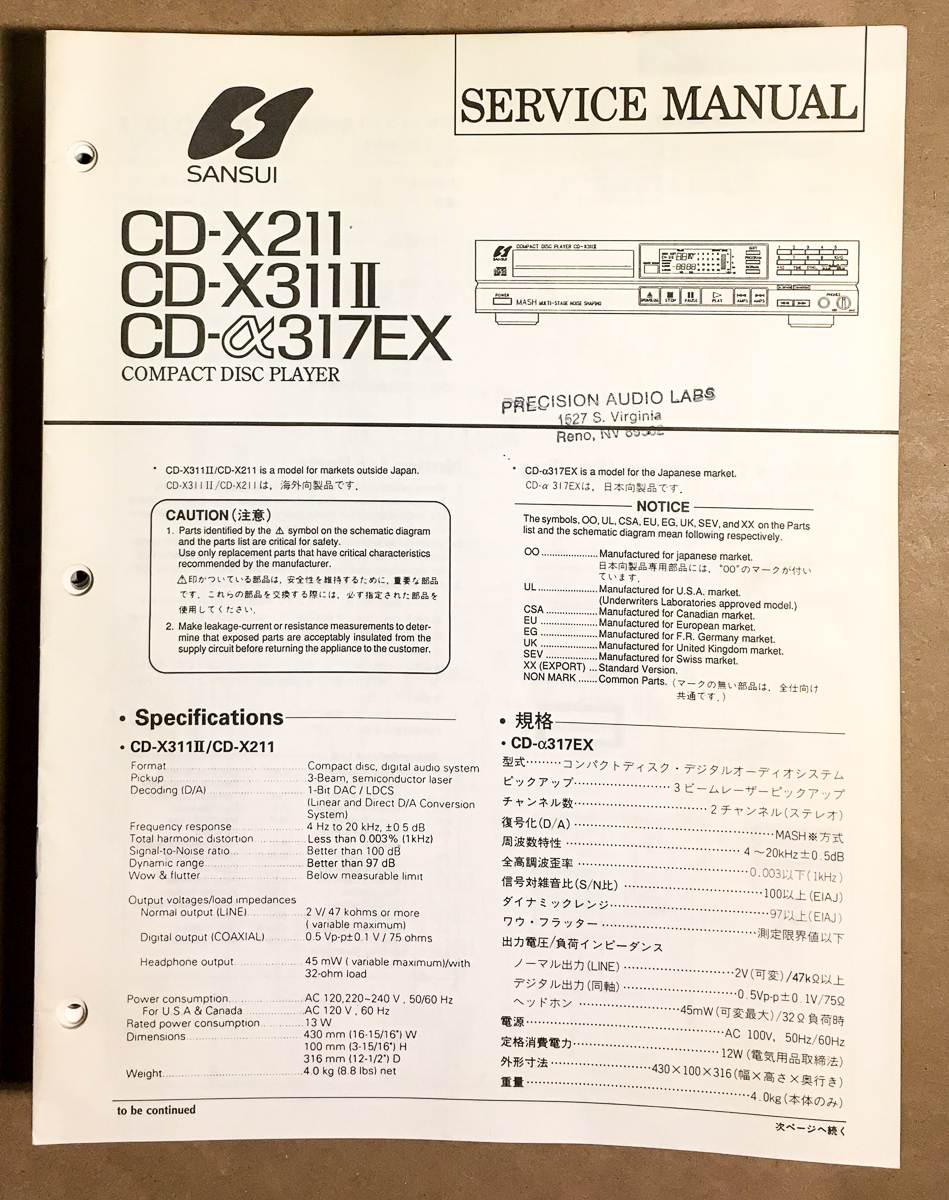 SERVICE MANUAL
SANSUI
CD-X211
CD-X311II
CD-α317EX
COMPACT DISC PLAYER
SANSUI
COMPACT DISC PLAYER CD-X311II
POWER
MASH MULTI-STAGE NOISE SHAPING
STOP
PAUSE
PLAY
PHONES
PRECISION AUDIO LABS
1527 S. Virginia
Reno, NV
* CD-X311II/CD-X211 is a model for markets outside Japan.
CD-X311II/CD-X211は，海外向製品です．
CAUTION（注意）
1. Parts identified by the ⚠ symbol on the schematic diagram
and the parts list are critical for safety.
Use only replacement parts that have critical characteristics
recommended by the manufacturer.
⚠印がついている部品は，安全性を維持するために，重要な部品
です．これらの部品を交換する際には，必ず指定された部品を
使用してください．
2. Make leakage-current or resistance measurements to deter-
mine that exposed parts are acceptably insulated from the
supply circuit before returning the appliance to the customer.
* CD-α317EX is a model for the Japanese market.
CD-α 317EXは，日本向製品です．
NOTICE
The symbols, OO, UL, CSA, EU, EG, UK, SEV, and XX on the Parts
list and the schematic diagram mean following respectively.
OO ..................... Manufactured for japanese market.
日本向製品専用部品には，"00"のマークが付い
ています．
UL ...................... Manufactured for U.S.A. market.
(Underwriters Laboratories approved model.)
CSA ................... Manufactured for Canadian market.
EU ..................... Manufactured for European market.
EG ..................... Manufactured for F.R. Germany market.
UK ..................... Manufactured for United Kingdom market.
SEV ................... Manufactured for Swiss market.
XX (EXPORT) ... Standard Version.
NON MARK ....... Common Parts.（マークの無い部品は，全仕向け
共通です．）
• Specifications
• CD-X311II/CD-X211
Format ..................... Compact disc, digital audio system
Pickup ..................... 3-Beam, semiconductor laser
Decoding (D/A) ..................... 1-Bit DAC / LDCS
(Linear and Direct D/A Conversion
System)
Frequency response ..................... 4 Hz to 20 kHz, ±0.5 dB
Total harmonic distortion ............ Less than 0.003% (1kHz)
Signal-to-Noise ratio ..................... Better than 100 dB
Dynamic range ..................... Better than 97 dB
Wow & flutter ..................... Below measurable limit
Output voltages/load impedances
Normal output (LINE) ............ 2 V/ 47 kohms or more
( variable maximum)
Digital output (COAXIAL) ............ 0.5 Vp-p±0.1 V / 75 ohms
Headphone output ............ 45 mW ( variable maximum)/with
32-ohm load
Power consumption ............ AC 120,220~240 V , 50/60 Hz
For U.S.A & Canada ............ AC 120 V , 60 Hz
Rated power consumption ............ 13 W
Dimensions ..................... 430 mm (16-15/16") W
100 mm (3-15/16") H
316 mm (12-1/2") D
Weight ..................... 4.0 kg (8.8 lbs) net
to be continued
• 規格
• CD-α317EX
型式………コンパクトディスク・デジタルオーディオシステム
ピックアップ………3ビームレーザーピックアップ
チャンネル数………2チャンネル(ステレオ)
復号化(D/A)………MASH※方式
周波数特性………4～20kHz±0.5dB
全高調波歪率………0.003以下(1kHz)
信号対雑音比(S/N比)………100以上(EIAJ)
ダイナミックレンジ………97以上(EIAJ)
ワウ・フラッター………測定限界値以下
出力電圧/負荷インピーダンス
ノーマル出力(LINE)………2V(可変)/47kΩ以上
デジタル出力(同軸)………0.5Vp-p±0.1V/75Ω
ヘッドホン………45mW(可変最大)/32Ω負荷時
電源………AC 100V, 50Hz/60Hz
定格消費電力………12W (電気用品取締法)
外形寸法………430×100×316(幅×高さ×奥行き)
重量………4.0kg(本体のみ)
次ページへ続く